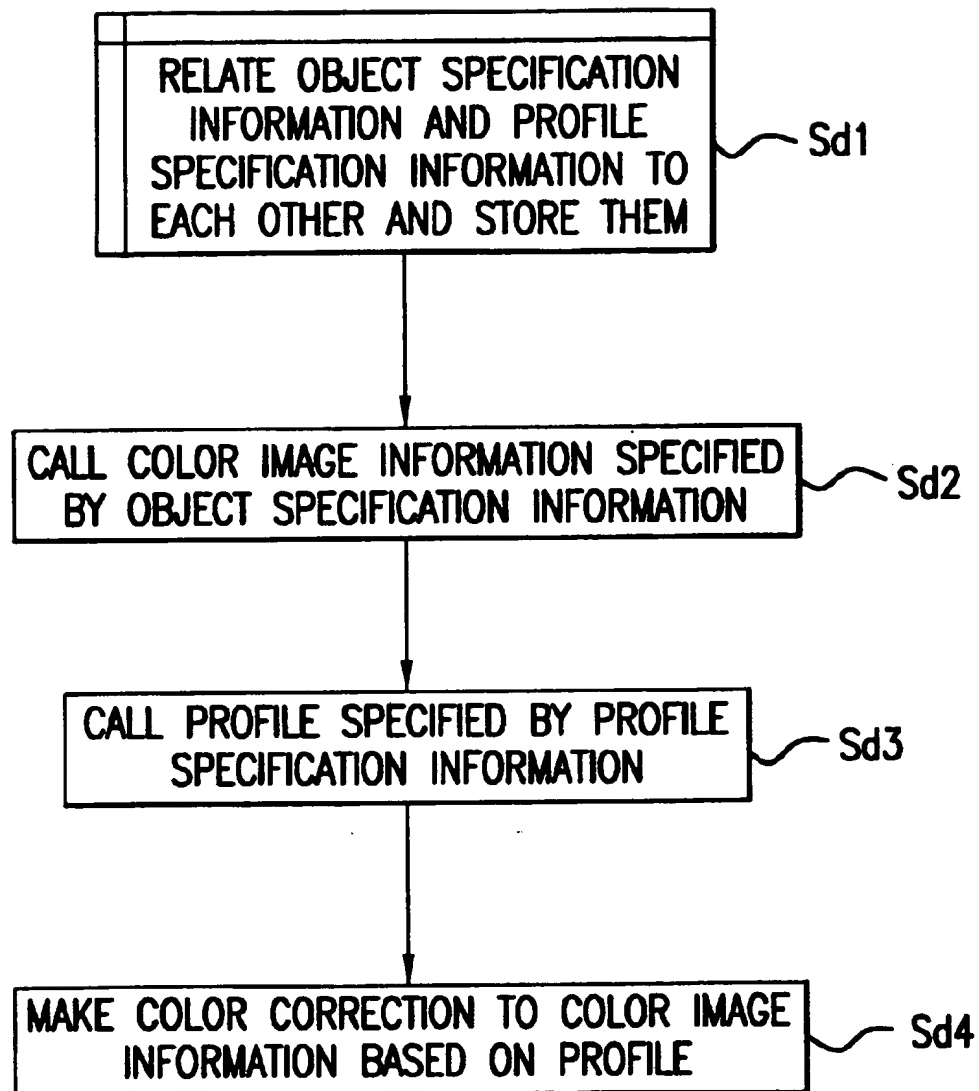 RELATE OBJECT SPECIFICATION
INFORMATION AND PROFILE
SPECIFICATION INFORMATION TO
EACH OTHER AND STORE THEM
Sd1
CALL COLOR IMAGE INFORMATION SPECIFIED
BY OBJECT SPECIFICATION INFORMATION
Sd2
CALL PROFILE SPECIFIED BY PROFILE
SPECIFICATION INFORMATION
Sd3
MAKE COLOR CORRECTION TO COLOR IMAGE
INFORMATION BASED ON PROFILE
Sd4